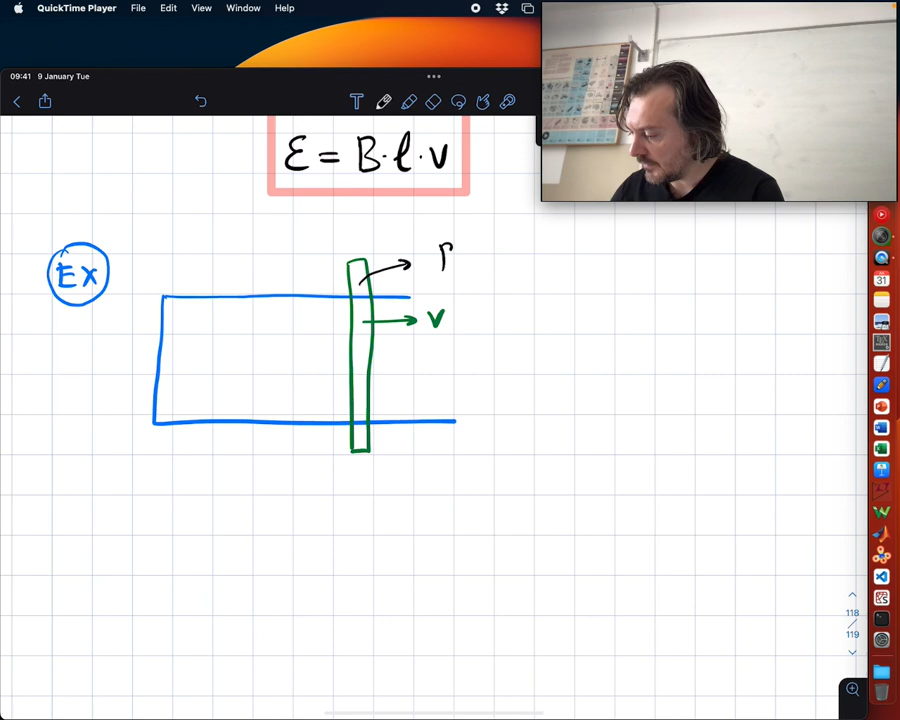 QuickTime Player File Edit View Window Help
09:41 9 January Tue
ε = B·l·v
Ex
v
118
119